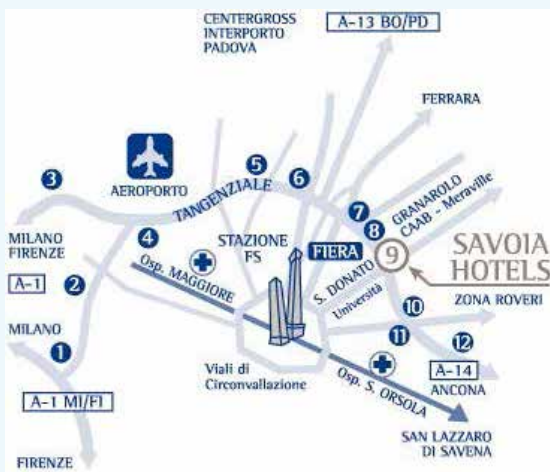 CENTERGROSS
INTERPORTO
PADOVA
A-13 BO/PD
FERRARA
AEROPORTO
3
5
6
TANGENZIALE
7
8
GRANAROLO
CAAB - Meraville
4
STAZIONE
FS
FIERA
9
SAVOIA
HOTELS
MILANO
FIRENZE
A-1
2
Osp. MAGGIORE
S. DONATO
Università
10
ZONA ROVERI
MILANO
1
11
12
Viali di
Circonvallazione
Osp. S. ORSOLA
A-14
ANCONA
A-1 MI/FI
SAN LAZZARO
DI SAVENA
FIRENZE